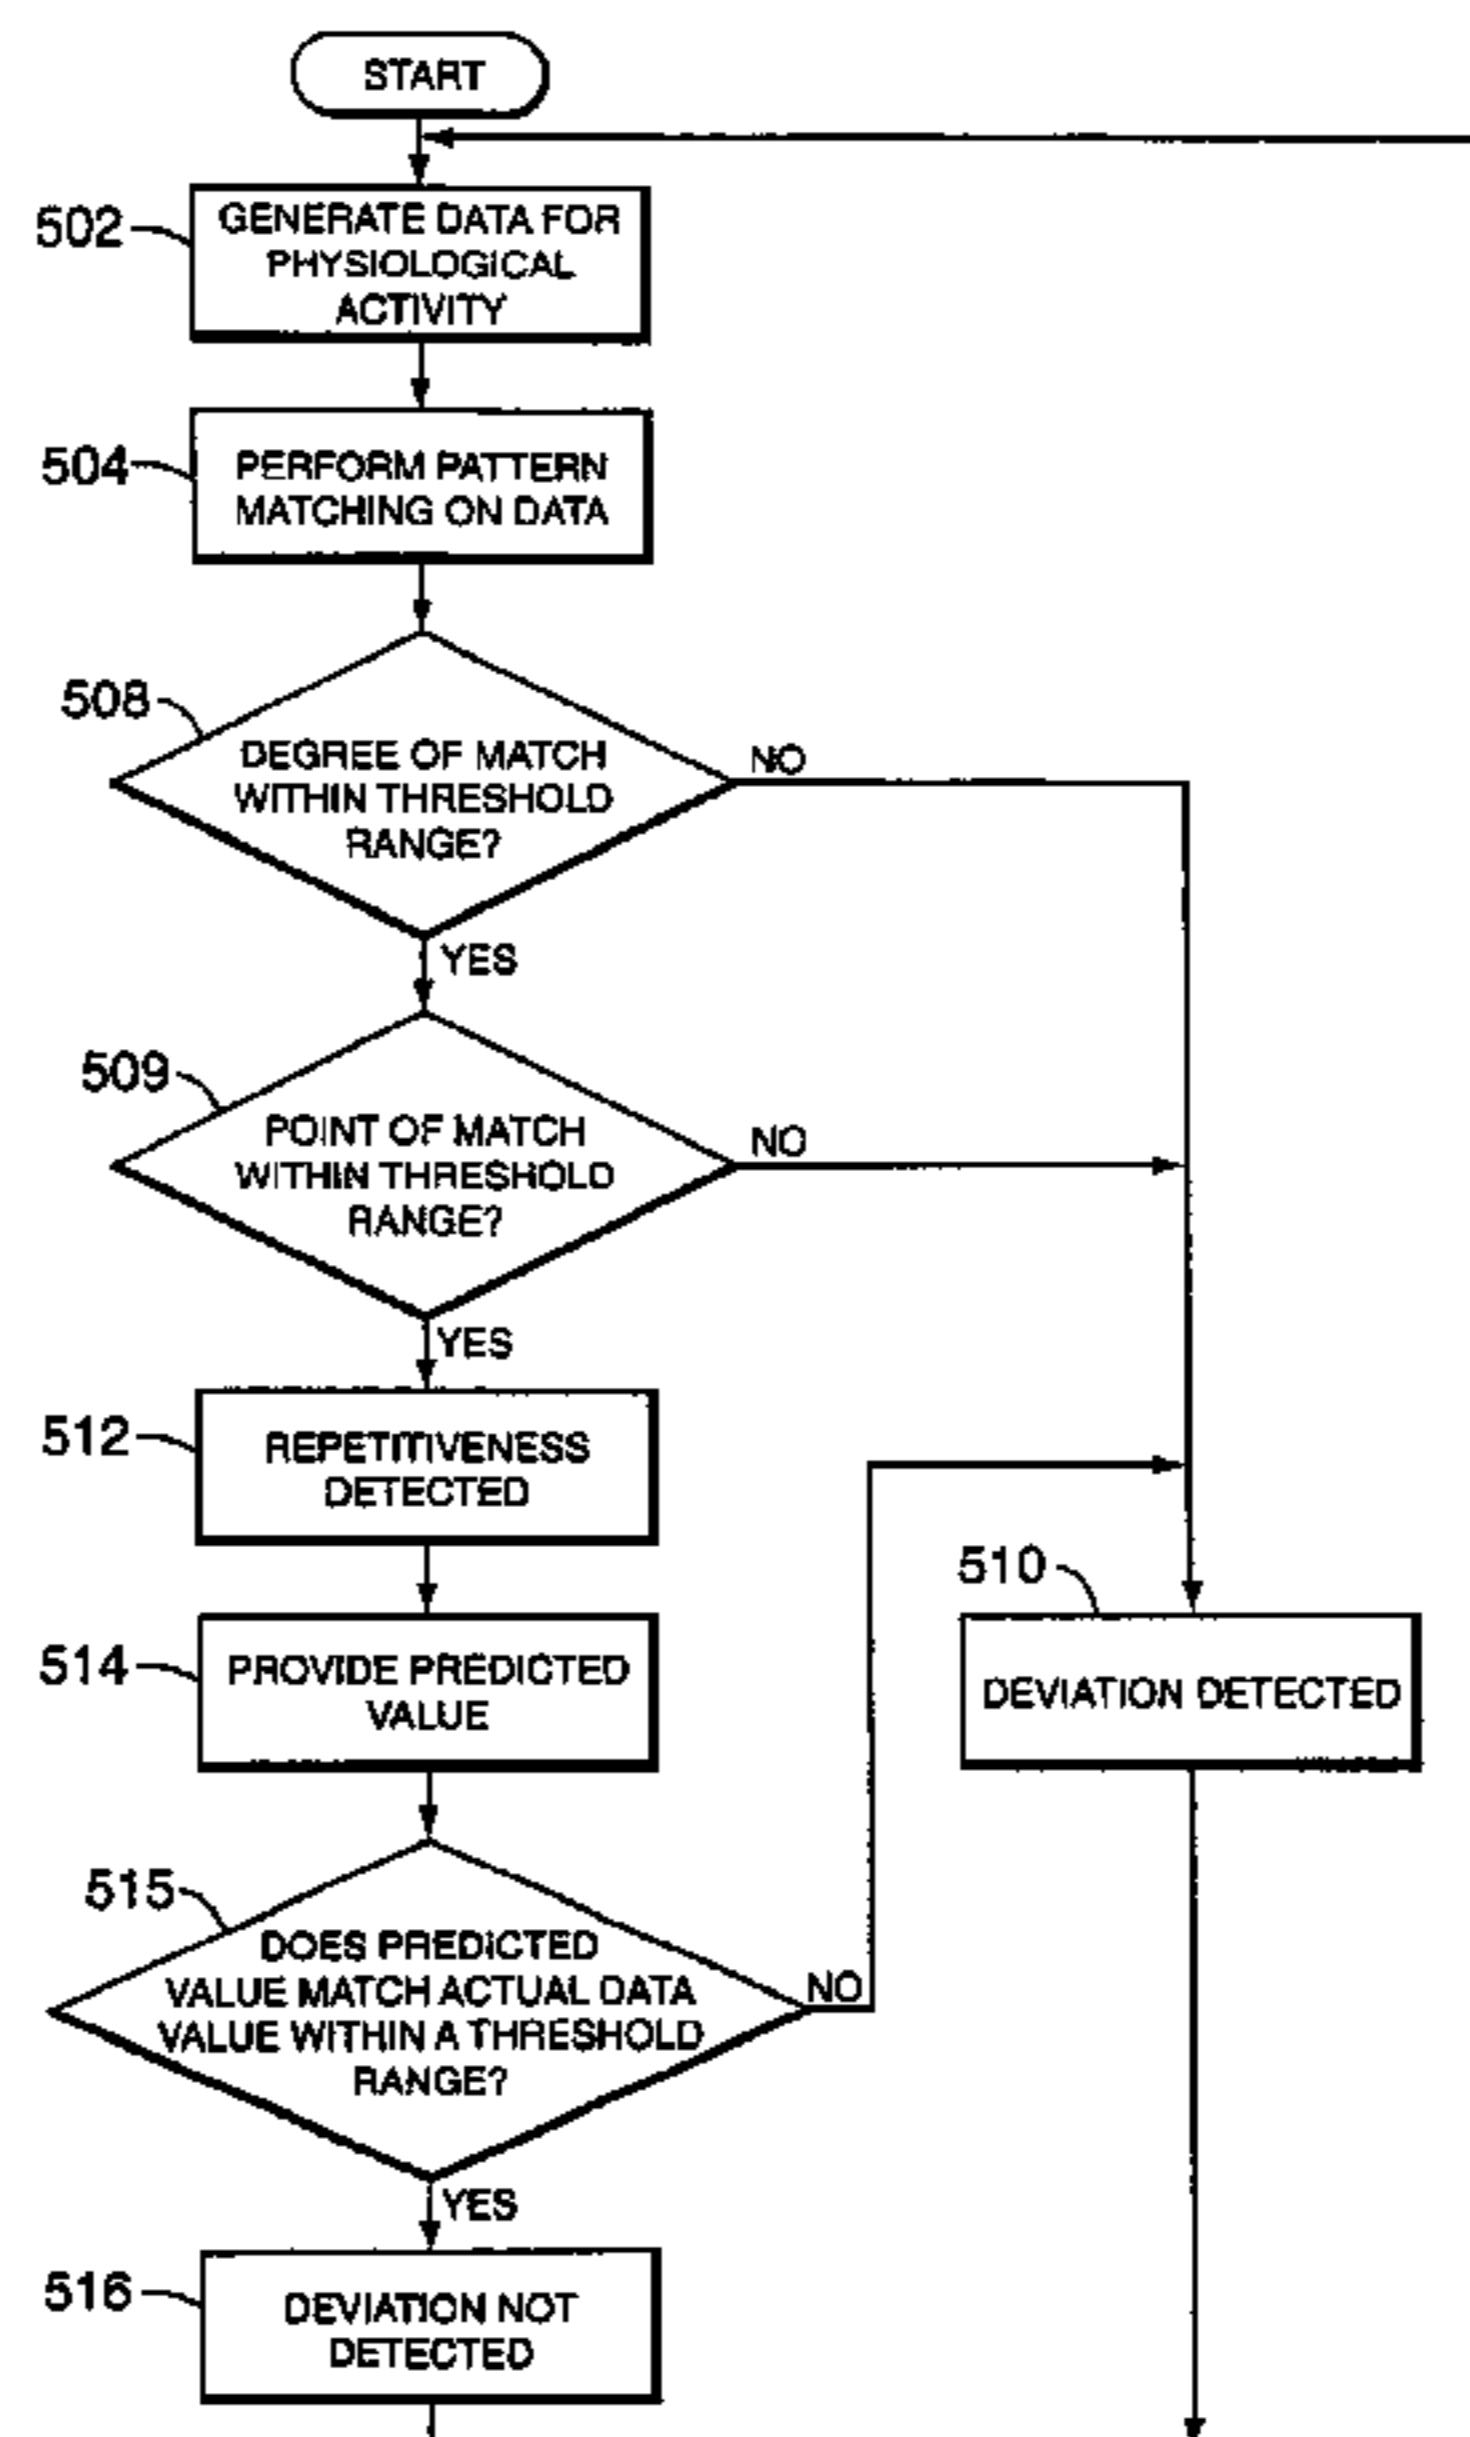 START
502
GENERATE DATA FOR
PHYSIOLOGICAL
ACTIVITY
504
PERFORM PATTERN
MATCHING ON DATA
508
DEGREE OF MATCH
WITHIN THRESHOLD
RANGE?
NO
YES
509
POINT OF MATCH
WITHIN THRESHOLD
RANGE?
NO
YES
512
REPETITIVENESS
DETECTED
510
DEVIATION DETECTED
514
PROVIDE PREDICTED
VALUE
515
DOES PREDICTED
VALUE MATCH ACTUAL DATA
VALUE WITHIN A THRESHOLD
RANGE?
NO
YES
516
DEVIATION NOT
DETECTED